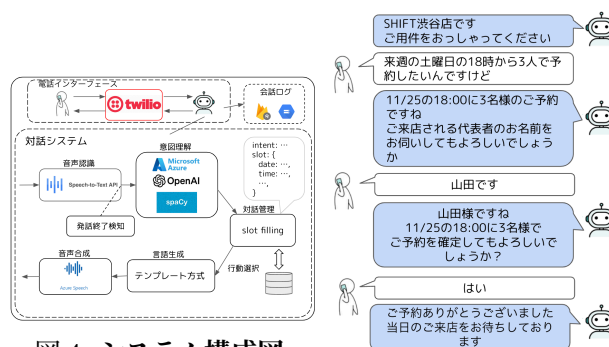 電話インターフェース
twilio
会話ログ
対話システム
音声認識
Speech-to-Text API
発話終了検知
意図理解
Microsoft
Azure
OpenAI
spaCy
intent: …
slot: {
date: …,
time: …,
…,
}
対話管理
slot filling
行動選択
言語生成
テンプレート方式
音声合成
Azure Speech
図 4 システム構成図
SHIFT渋谷店です
ご用件をおっしゃってください
来週の土曜日の18時から3人で予
約したいんですけど
11/25の18:00に3名様のご予約
ですね
ご来店される代表者のお名前を
お伺いしてもよろしいでしょう
か
山田です
山田様ですね
11/25の18:00に3名様で
ご予約を確定してもよろしいで
しょうか？
はい
ご予約ありがとうございました
当日のご来店をお待ちしており
ます